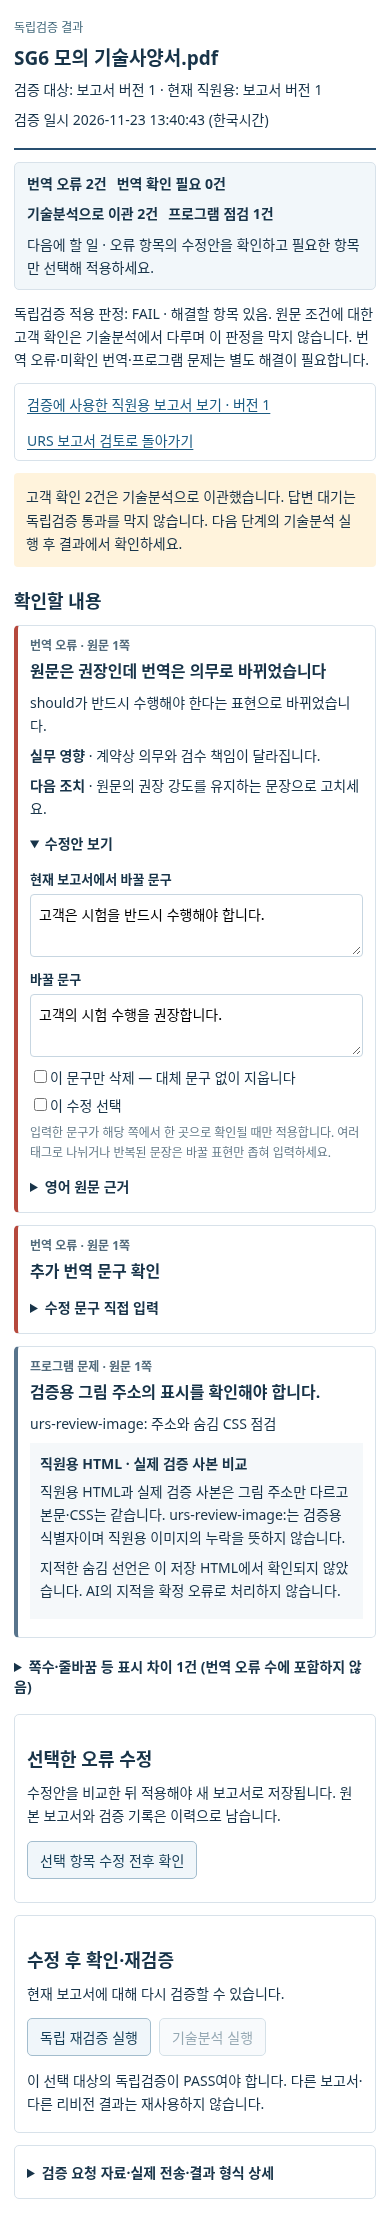 독립검증 결과
SG6 모의 기술사양서.pdf
검증 대상: 보고서 버전 1 · 현재 직원용: 보고서 버전 1
검증 일시 2026-11-23 13:40:43 (한국시간)
번역 오류 2건 번역 확인 필요 0건
기술분석으로 이관 2건 프로그램 점검 1건
다음에 할 일 · 오류 항목의 수정안을 확인하고 필요한 항목
만 선택해 적용하세요.
독립검증 적용 판정: FAIL · 해결할 항목 있음. 원문 조건에 대한
고객 확인은 기술분석에서 다루며 이 판정을 막지 않습니다. 번
역 오류·미확인 번역·프로그램 문제는 별도 해결이 필요합니다.
검증에 사용한 직원용 보고서 보기 · 버전 1
URS 보고서 검토로 돌아가기
고객 확인 2건은 기술분석으로 이관했습니다. 답변 대기는
독립검증 통과를 막지 않습니다. 다음 단계의 기술분석 실
행 후 결과에서 확인하세요.
확인할 내용
번역 오류 · 원문 1쪽
원문은 권장인데 번역은 의무로 바뀌었습니다
should가 반드시 수행해야 한다는 표현으로 바뀌었습니
다.
실무 영향 · 계약상 의무와 검수 책임이 달라집니다.
다음 조치 · 원문의 권장 강도를 유지하는 문장으로 고치세
요.
▼ 수정안 보기
현재 보고서에서 바꿀 문구
고객은 시험을 반드시 수행해야 합니다.
바꿀 문구
고객의 시험 수행을 권장합니다.
이 문구만 삭제 — 대체 문구 없이 지웁니다
이 수정 선택
입력한 문구가 해당 쪽에서 한 곳으로 확인될 때만 적용합니다. 여러
태그로 나뉘거나 반복된 문장은 바꿀 표현만 좁혀 입력하세요.
▶ 영어 원문 근거
번역 오류 · 원문 1쪽
추가 번역 문구 확인
▶ 수정 문구 직접 입력
프로그램 문제 · 원문 1쪽
검증용 그림 주소의 표시를 확인해야 합니다.
urs-review-image: 주소와 숨김 CSS 점검
직원용 HTML · 실제 검증 사본 비교
직원용 HTML과 실제 검증 사본은 그림 주소만 다르고
본문·CSS는 같습니다. urs-review-image:는 검증용
식별자이며 직원용 이미지의 누락을 뜻하지 않습니다.
지적한 숨김 선언은 이 저장 HTML에서 확인되지 않았
습니다. AI의 지적을 확정 오류로 처리하지 않습니다.
▶ 쪽수·줄바꿈 등 표시 차이 1건 (번역 오류 수에 포함하지 않
음)
선택한 오류 수정
수정안을 비교한 뒤 적용해야 새 보고서로 저장됩니다. 원
본 보고서와 검증 기록은 이력으로 남습니다.
선택 항목 수정 전후 확인
수정 후 확인·재검증
현재 보고서에 대해 다시 검증할 수 있습니다.
독립 재검증 실행 기술분석 실행
이 선택 대상의 독립검증이 PASS여야 합니다. 다른 보고서·
다른 리비전 결과는 재사용하지 않습니다.
▶ 검증 요청 자료·실제 전송·결과 형식 상세